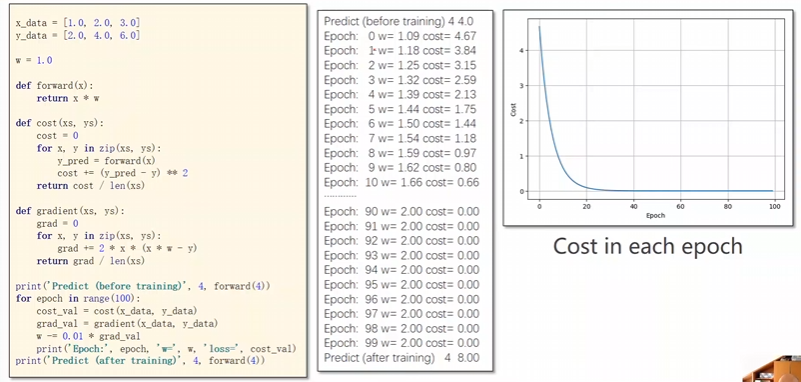 x_data = [1.0, 2.0, 3.0]
y_data = [2.0, 4.0, 6.0]
w = 1.0
def forward(x):
    return x * w
def cost(xs, ys):
    cost = 0
    for x, y in zip(xs, ys):
        y_pred = forward(x)
        cost += (y_pred - y) ** 2
    return cost / len(xs)
def gradient(xs, ys):
    grad = 0
    for x, y in zip(xs, ys):
        grad += 2 * x * (x * w - y)
    return grad / len(xs)
print('Predict (before training)', 4, forward(4))
for epoch in range(100):
    cost_val = cost(x_data, y_data)
    grad_val = gradient(x_data, y_data)
    w -= 0.01 * grad_val
    print('Epoch:', epoch, 'w=', w, 'loss=', cost_val)
print('Predict (after training)', 4, forward(4))
Predict (before training) 4 4.0
Epoch: 0 w= 1.09 cost= 4.67
Epoch: 1 w= 1.18 cost= 3.84
Epoch: 2 w= 1.25 cost= 3.15
Epoch: 3 w= 1.32 cost= 2.59
Epoch: 4 w= 1.39 cost= 2.13
Epoch: 5 w= 1.44 cost= 1.75
Epoch: 6 w= 1.50 cost= 1.44
Epoch: 7 w= 1.54 cost= 1.18
Epoch: 8 w= 1.59 cost= 0.97
Epoch: 9 w= 1.62 cost= 0.80
Epoch: 10 w= 1.66 cost= 0.66
............
Epoch: 90 w= 2.00 cost= 0.00
Epoch: 91 w= 2.00 cost= 0.00
Epoch: 92 w= 2.00 cost= 0.00
Epoch: 93 w= 2.00 cost= 0.00
Epoch: 94 w= 2.00 cost= 0.00
Epoch: 95 w= 2.00 cost= 0.00
Epoch: 96 w= 2.00 cost= 0.00
Epoch: 97 w= 2.00 cost= 0.00
Epoch: 98 w= 2.00 cost= 0.00
Epoch: 99 w= 2.00 cost= 0.00
Predict (after training) 4 8.00
4
3
2
1
0
Cost
0 20 40 60 80 100
Epoch
Cost in each epoch